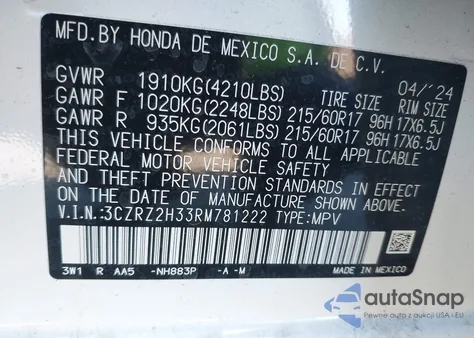 MFD.BY HONDA DE MEXICO S.A. DE C.V.
04/'24
GVWR 1910KG(4210LBS) TIRE SIZE RIM SIZE
GAWR F 1020KG(2248LBS) 215/60R17 96H 17X6.5J
GAWR R 935KG(2061LBS) 215/60R17 96H 17X6.5J
THIS VEHICLE CONFORMS TO ALL APPLICABLE
FEDERAL MOTOR VEHICLE SAFETY
AND THEFT PREVENTION STANDARDS IN EFFECT
ON THE DATE OF MANUFACTURE SHOWN ABOVE.
V.I.N:3CZRZ2H33RM781222 TYPE:MPV
3W1 R AA5 -NH883P -A -M MADE IN MEXICO
autoSnap
Pewne auta z aukcji USA i EU